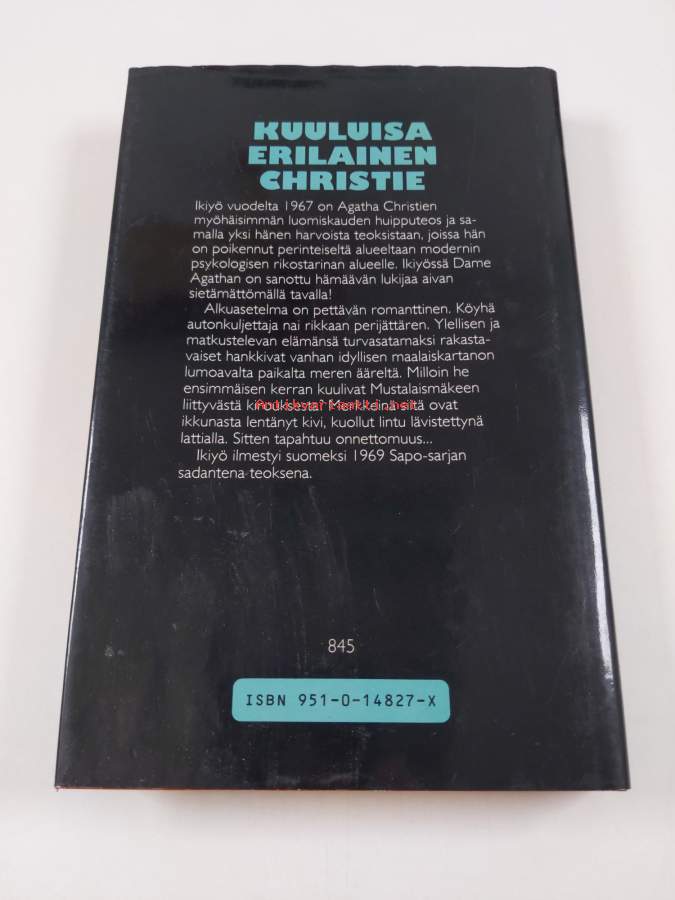 KUULUISA
ERILAINEN
CHRISTIE
Ikiyö vuodelta 1967 on Agatha Christien
myöhäisimmän luomiskauden huipputeos ja sa-
malla yksi hänen harvoista teoksistaan, joissa hän
on poikennut perinteiseltä alueeltaan modernin
psykologisen rikostarinan alueelle. Ikiyössä Dame
Agathan on sanottu hämäävän lukijaa aivan
sietämättömällä tavalla!
Alkuasetelma on pettävän romanttinen. Köyhä
autonkuljettaja nai rikkaan perijättären. Ylellisen ja
matkustelevan elämänsä turvasatamaksi rakasta-
vaiset hankkivat vanhan idyllisen maalaiskartanon
lumoavalta paikalta meren ääreltä. Milloin he
ensimmäisen kerran kuulivat Mustalaismäkeen
liittyvästä kirouksesta? Merkkeinä siitä ovat
ikkunasta lentänyt kivi, kuollut lintu lävistettynä
lattialla. Sitten tapahtuu onnettomuus...
Ikiyö ilmestyi suomeksi 1969 Sapo-sarjan
sadantena teoksena.
845
ISBN 951-0-14827-X